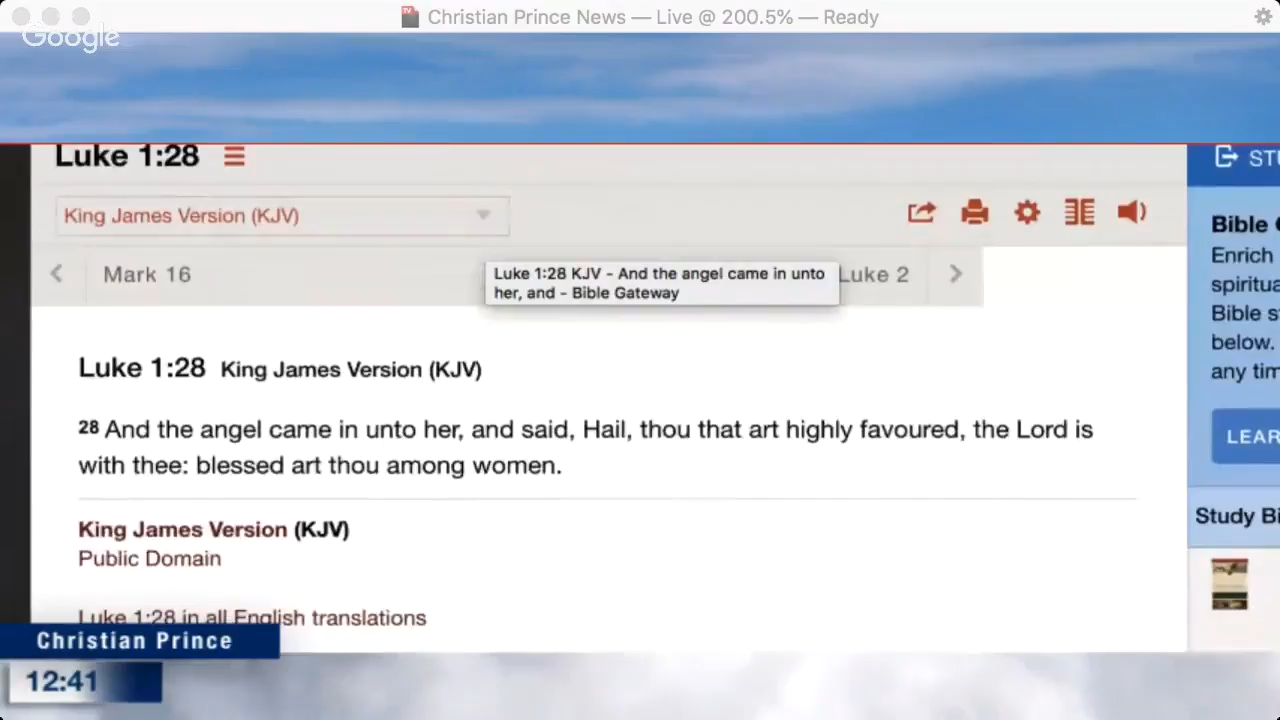 Christian Prince News — Live @ 200.5% — Ready
Google
Luke 1:28
STU
King James Version (KJV)
Mark 16
Luke 2
Luke 1:28 KJV - And the angel came in unto
her, and - Bible Gateway
Luke 1:28 King James Version (KJV)
28 And the angel came in unto her, and said, Hail, thou that art highly favoured, the Lord is
with thee: blessed art thou among women.
King James Version (KJV)
Public Domain
Luke 1:28 in all English translations
Bible
Enrich
spiritua
Bible s
below.
any tim
LEAR
Study Bi
Christian Prince
12:41